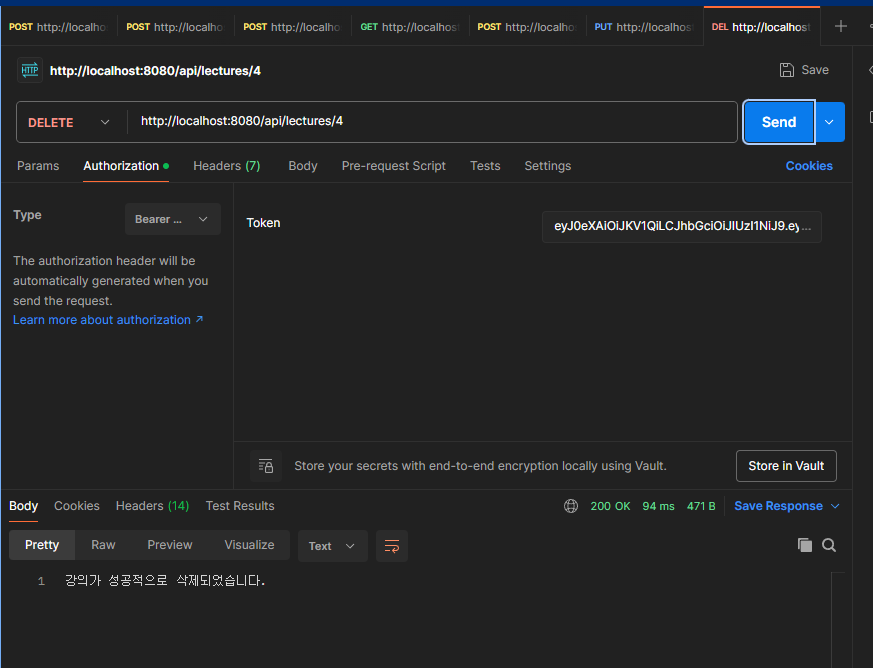 POST http://localho POST http://localho POST http://localho GET http://localhos POST http://localho PUT http://localhos DEL http://localhost
HTTP http://localhost:8080/api/lectures/4 Save
DELETE http://localhost:8080/api/lectures/4 Send
Params Authorization Headers (7) Body Pre-request Script Tests Settings Cookies
Type Bearer ...
Token eyJ0eXAiOiJKV1QiLCJhbGciOiJIUzI1NiJ9.ey...
The authorization header will be
automatically generated when you
send the request.
Learn more about authorization ↗
Store your secrets with end-to-end encryption locally using Vault. Store in Vault
Body Cookies Headers (14) Test Results 200 OK 94 ms 471 B Save Response
Pretty Raw Preview Visualize Text
1 강의가 성공적으로 삭제되었습니다.